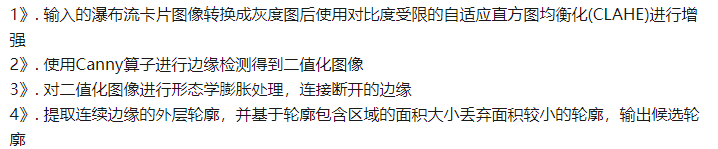 1》. 输入的瀑布流卡片图像转换成灰度图后使用对比度受限的自适应直方图均衡化(CLAHE)进行增
强
2》. 使用Canny算子进行边缘检测得到二值化图像
3》. 对二值化图像进行形态学膨胀处理，连接断开的边缘
4》. 提取连续边缘的外层轮廓，并基于轮廓包含区域的面积大小丢弃面积较小的轮廓，输出候选轮
廓